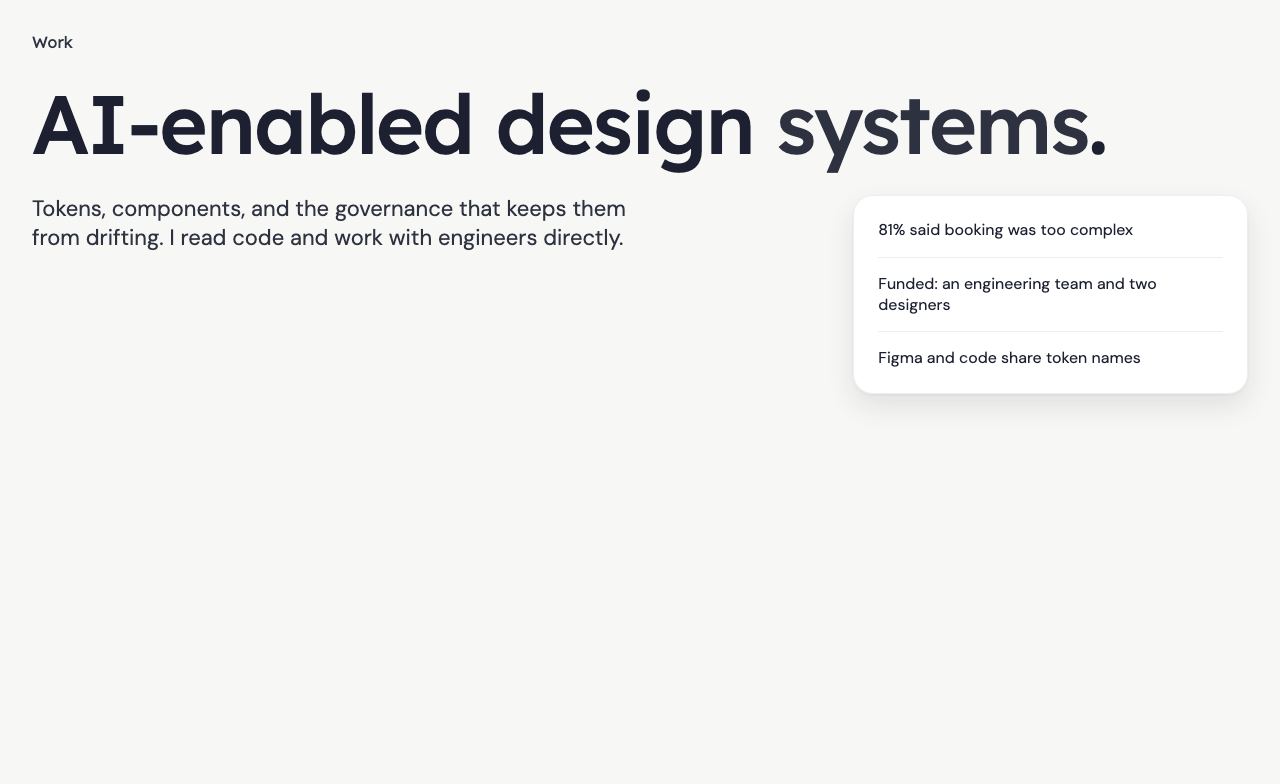 Work
AI-enabled design systems.
Tokens, components, and the governance that keeps them
from drifting. I read code and work with engineers directly.
81% said booking was too complex
Funded: an engineering team and two
designers
Figma and code share token names